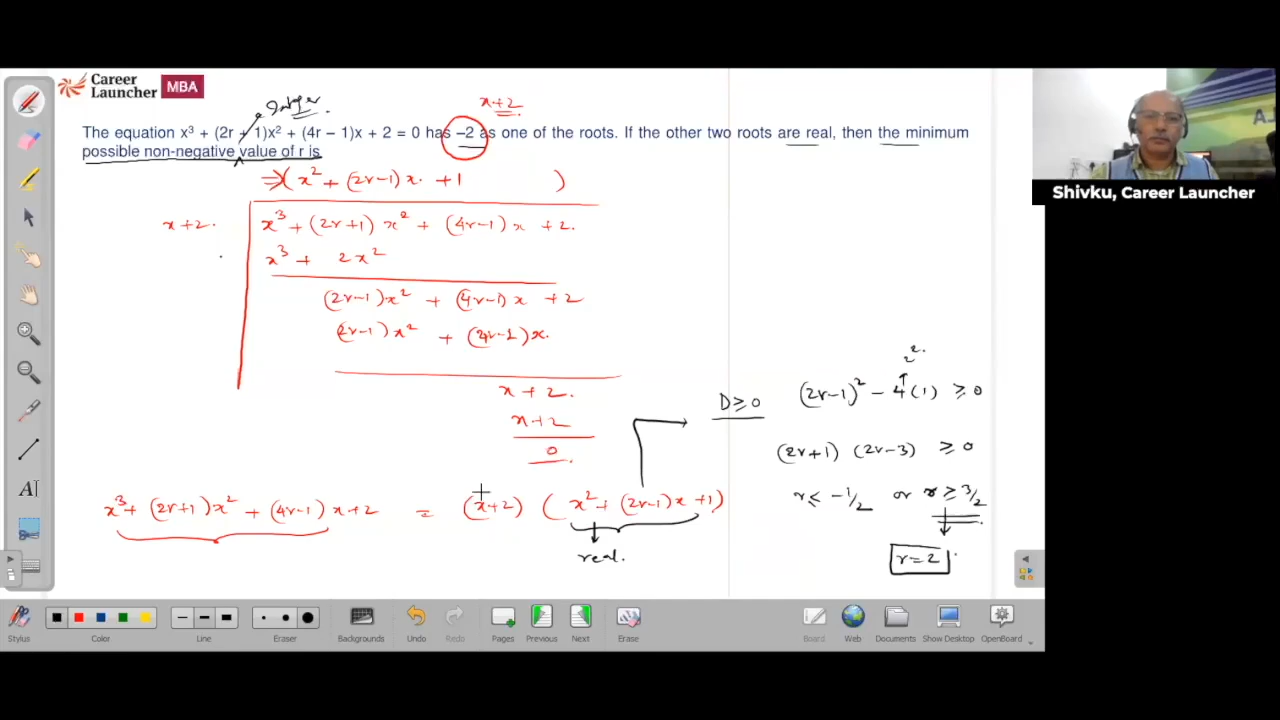 Career
Launcher MBA
Integer
x+2
The equation x³ + (2r + 1)x² + (4r – 1)x + 2 = 0 has –2 as one of the roots. If the other two roots are real, then the minimum
possible non-negative value of r is
⇒( x² + (2r-1) x + 1 )
x+2 x³ + (2r+1) x² + (4r-1) x + 2
x³ + 2x²
(2r-1)x² + (4r-1) x + 2
(2r-1) x² + (4r-2) x
x + 2
x + 2
0
x³ + (2r+1)x² + (4r-1) x+2 = (x+2) ( x² + (2r-1)x + 1)
real.
D ≥ 0
2²
(2r-1)² - 4(1) ≥ 0
(2r+1) (2r-3) ≥ 0
r ≤ -1/2 or r ≥ 3/2
r = 2
Shivku, Career Launcher
Stylus
Color
Line
Eraser
Backgrounds
Undo
Redo
Pages
Previous
Next
Erase
Board
Web
Documents
Show Desktop
OpenBoard